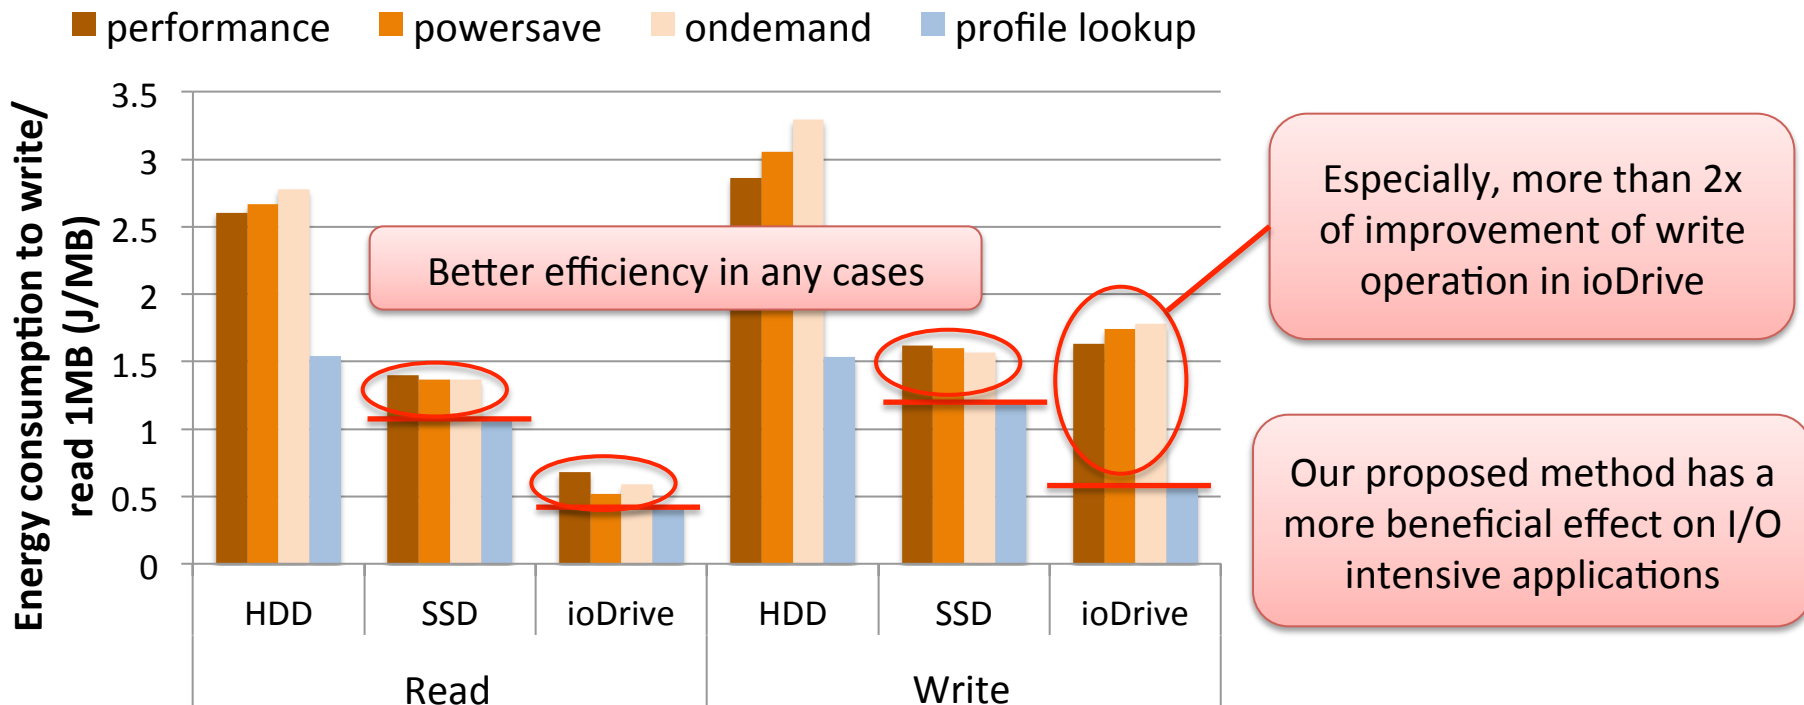 performance powersave ondemand profile lookup
Energy consumption to write/
read 1MB (J/MB)
3.5
3
2.5
2
1.5
1
0.5
0
Better efficiency in any cases
Especially, more than 2x
of improvement of write
operation in ioDrive
Our proposed method has a
more beneficial effect on I/O
intensive applications
HDD SSD ioDrive HDD SSD ioDrive
Read Write